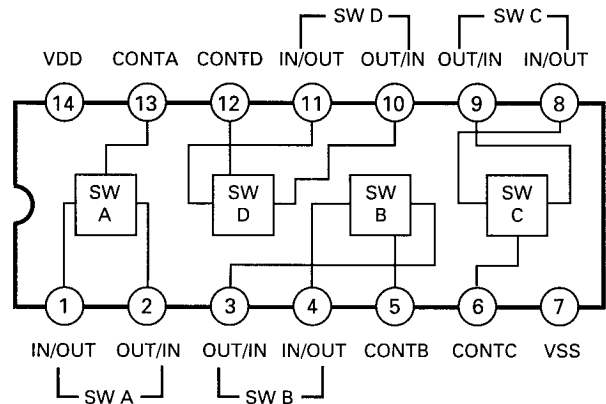 SW D SW C
VDD CONTA CONTD IN/OUT OUT/IN OUT/IN IN/OUT
14 13 12 11 10 9 8
SW A SW D SW B SW C
1 2 3 4 5 6 7
IN/OUT OUT/IN OUT/IN IN/OUT CONTB CONTC VSS
SW A SW B